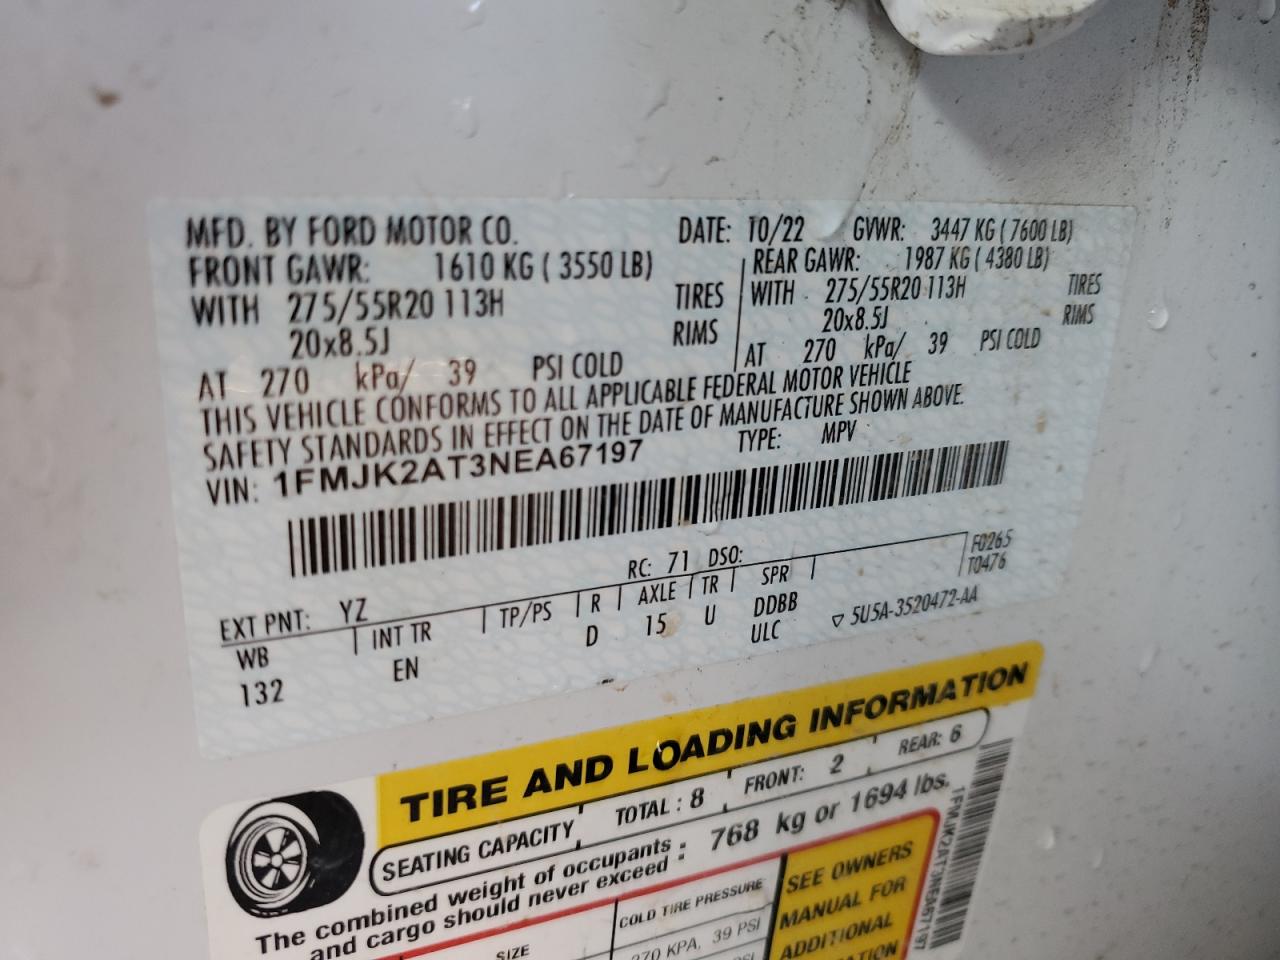 MFD. BY FORD MOTOR CO. DATE: 10/22 GVWR: 3447 KG ( 7600 LB)
FRONT GAWR: 1610 KG ( 3550 LB) REAR GAWR: 1987 KG ( 4380 LB)
WITH 275/55R20 113H TIRES WITH 275/55R20 113H TIRES
20x8.5J RIMS 20x8.5J RIMS
AT 270 kPa/ 39 PSI COLD AT 270 kPa/ 39 PSI COLD
THIS VEHICLE CONFORMS TO ALL APPLICABLE FEDERAL MOTOR VEHICLE
SAFETY STANDARDS IN EFFECT ON THE DATE OF MANUFACTURE SHOWN ABOVE.
VIN: 1FMJK2AT3NEA67197 TYPE: MPV
RC: 71 DSO: F0265
EXT PNT: YZ T0476
WB INT TR TP/PS R AXLE TR SPR
132 EN D 15 U DDBB
ULC 5U5A-3520472-AA
TIRE AND LOADING INFORMATION
SEATING CAPACITY TOTAL : 8 FRONT: 2 REAR: 6
The combined weight of occupants : 768 kg or 1694 lbs.
and cargo should never exceed
SIZE COLD TIRE PRESSURE SEE OWNERS
270 KPA, 39 PSI MANUAL FOR
PSI ADDITIONAL
1FMJK2AT3NEA67197